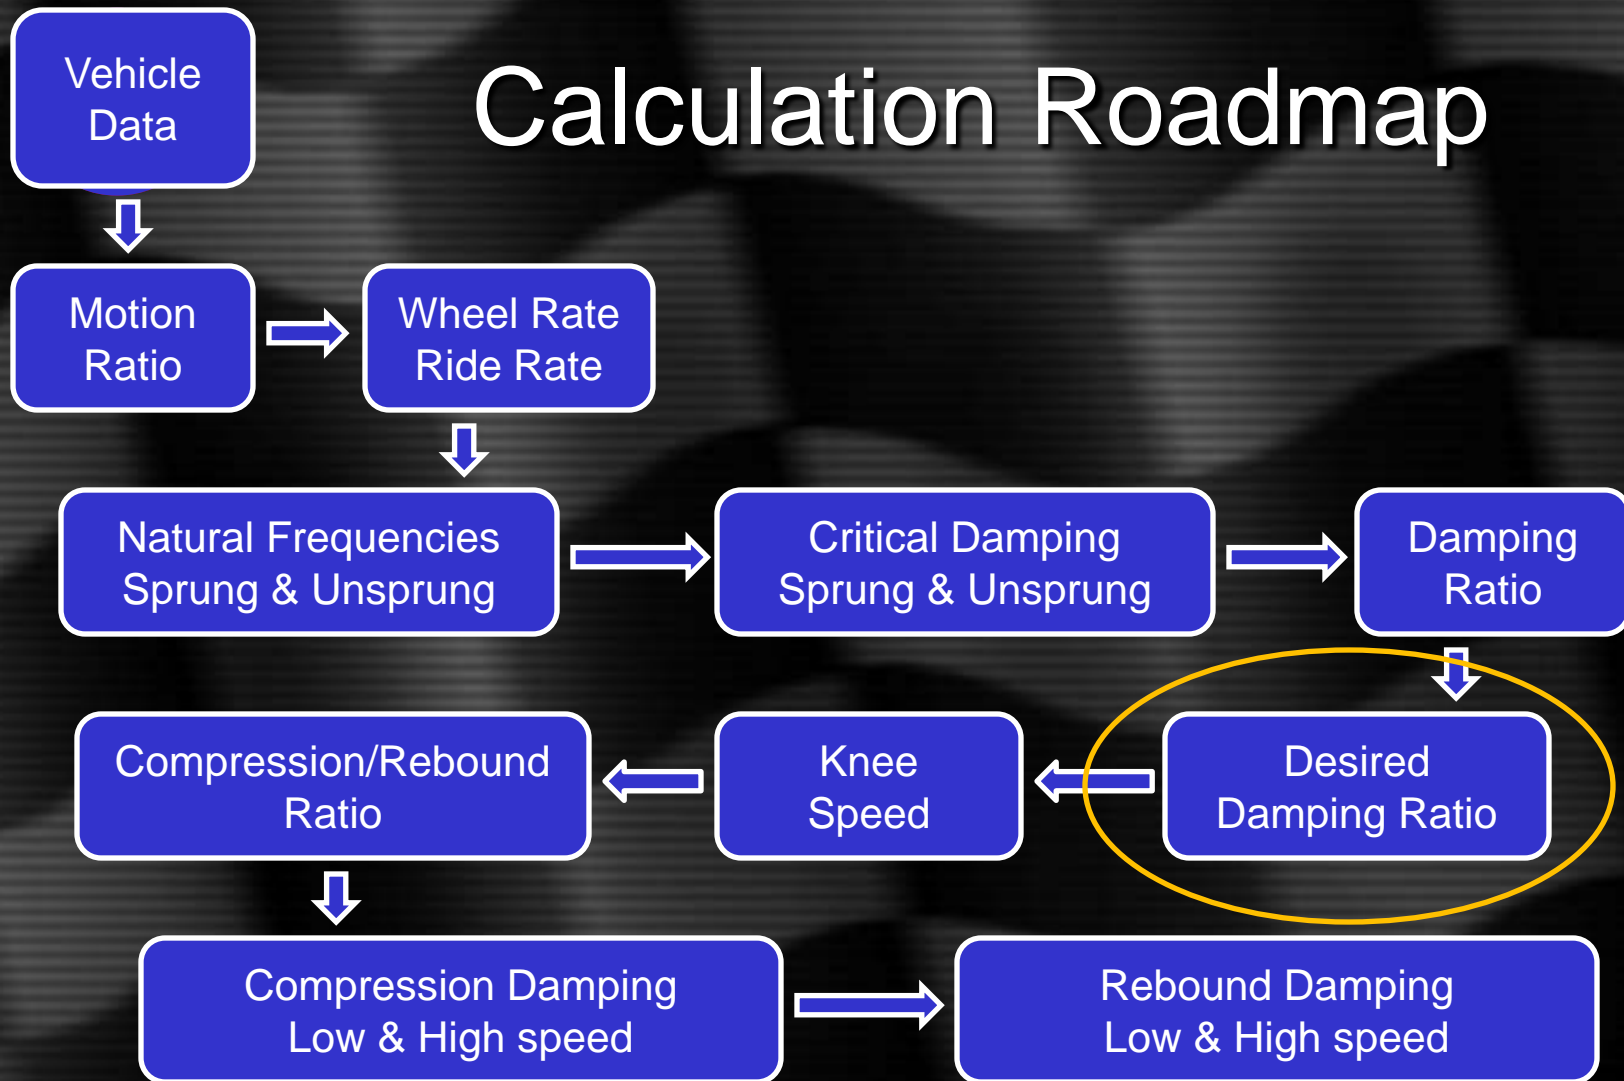 Calculation Roadmap
Vehicle
Data
Motion
Ratio
Wheel Rate
Ride Rate
Natural Frequencies
Sprung & Unsprung
Critical Damping
Sprung & Unsprung
Damping
Ratio
Desired
Damping Ratio
Knee
Speed
Compression/Rebound
Ratio
Compression Damping
Low & High speed
Rebound Damping
Low & High speed